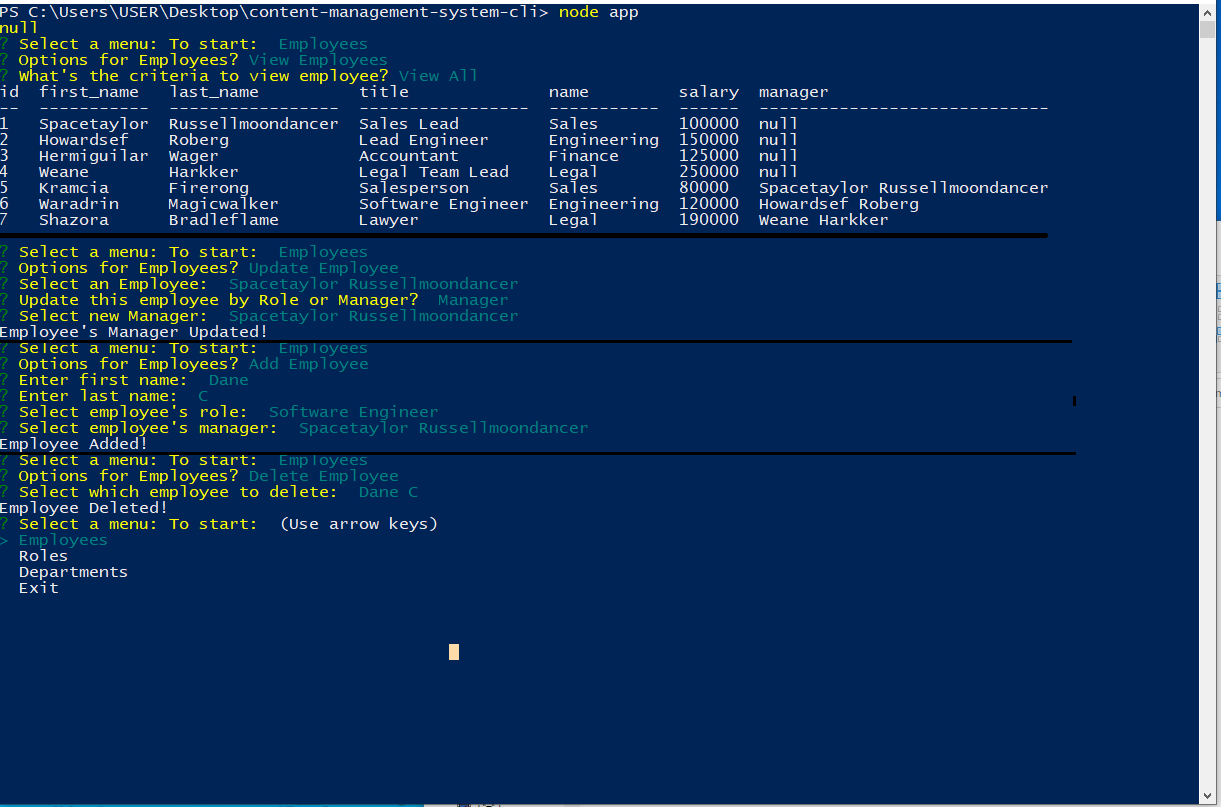 PS C:\Users\USER\Desktop\content-management-system-cli> node app
null
? Select a menu: To start:  Employees
? Options for Employees? View Employees
? What's the criteria to view employee? View All
id  first_name   last_name          title              name         salary  manager
--  -----------  -----------------  -----------------  -----------  ------  -----------------------------
1   Spacetaylor  Russellmoondancer  Sales Lead         Sales        100000  null
2   Howardsef    Roberg             Lead Engineer      Engineering  150000  null
3   Hermiguilar  Wager              Accountant         Finance      125000  null
4   Weane        Harkker            Legal Team Lead    Legal        250000  null
5   Kramcia      Firerong           Salesperson        Sales        80000   Spacetaylor Russellmoondancer
6   Waradrin     Magicwalker        Software Engineer  Engineering  120000  Howardsef Roberg
7   Shazora      Bradleflame        Lawyer             Legal        190000  Weane Harkker
? Select a menu: To start:  Employees
? Options for Employees? Update Employee
? Select an Employee:  Spacetaylor Russellmoondancer
? Update this employee by Role or Manager?  Manager
? Select new Manager:  Spacetaylor Russellmoondancer
Employee's Manager Updated!
? Select a menu: To start:  Employees
? Options for Employees? Add Employee
? Enter first name:  Dane
? Enter last name:  C
? Select employee's role:  Software Engineer
? Select employee's manager:  Spacetaylor Russellmoondancer
Employee Added!
? Select a menu: To start:  Employees
? Options for Employees? Delete Employee
? Select which employee to delete:  Dane C
Employee Deleted!
? Select a menu: To start:  (Use arrow keys)
> Employees
  Roles
  Departments
  Exit